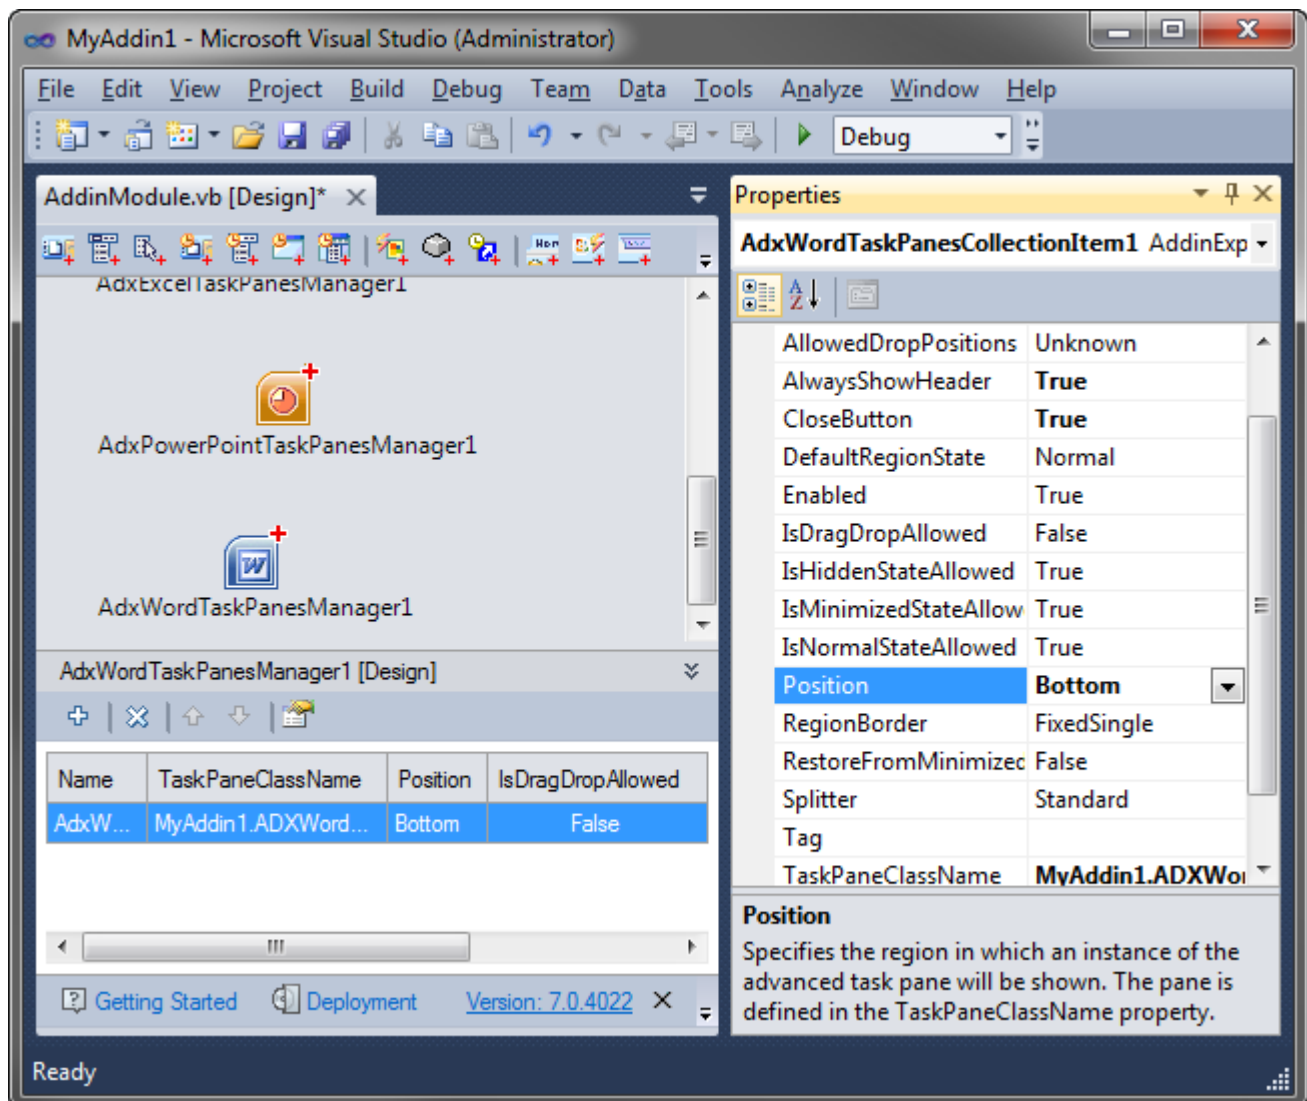 MyAddin1 - Microsoft Visual Studio (Administrator)
File Edit View Project Build Debug Team Data Tools Analyze Window Help
Debug
AddinModule.vb [Design]*
AdxExcelTaskPanesManager1
AdxPowerPointTaskPanesManager1
AdxWordTaskPanesManager1
AdxWordTaskPanesManager1 [Design]
Name TaskPaneClassName Position IsDragDropAllowed
AdxW... MyAddin1.ADXWord... Bottom False
Getting Started Deployment Version: 7.0.4022
Properties
AdxWordTaskPanesCollectionItem1 AddinExp
AllowedDropPositions Unknown
AlwaysShowHeader True
CloseButton True
DefaultRegionState Normal
Enabled True
IsDragDropAllowed False
IsHiddenStateAllowed True
IsMinimizedStateAllow True
IsNormalStateAllowed True
Position Bottom
RegionBorder FixedSingle
RestoreFromMinimized False
Splitter Standard
Tag
TaskPaneClassName MyAddin1.ADXWor
Position
Specifies the region in which an instance of the
advanced task pane will be shown. The pane is
defined in the TaskPaneClassName property.
Ready